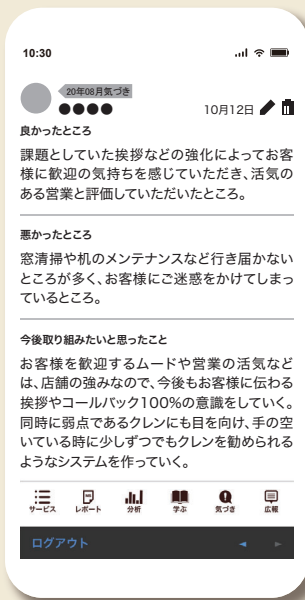 10:30
20年08月気づき
●●●●
10月12日
良かったところ
課題としていた挨拶などの強化によってお客
様に歓迎の気持ちを感じていただき、活気の
ある営業と評価していただいたところ。
悪かったところ
窓清掃や机のメンテナンスなど行き届かない
ところが多く、お客様にご迷惑をかけてしまっ
ているところ。
今後取り組みたいと思ったこと
お客様を歓迎するムードや営業の活気など
は、店舗の強みなので、今後もお客様に伝わる
挨拶やコールバック100%の意識をしていく。
同時に弱点であるクレンにも目を向け、手の空
いている時に少しずつでもクレンを勧められる
ようなシステムを作っていく。
サービス レポート 分析 学ぶ 気づき 広報
ログアウト